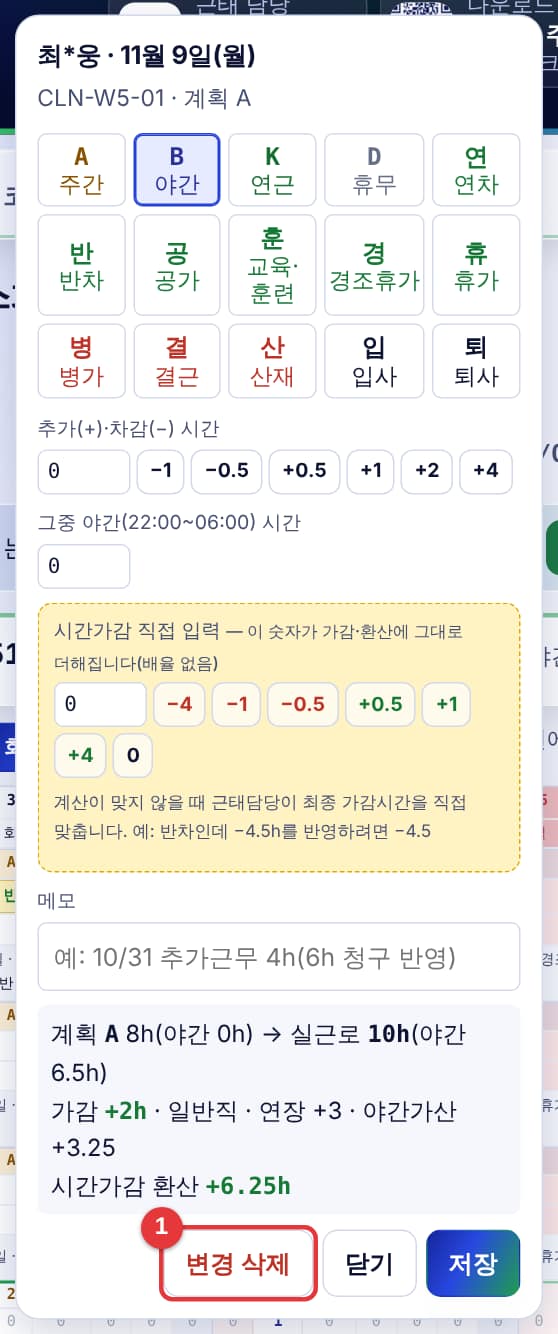 근태 담당
다운로드
최*웅 · 11월 9일(월)
CLN-W5-01 · 계획 A
A B K D 연
주간 야간 연근 휴무 연차
반 공 훈 경 휴
반차 공가 교육·훈련 경조휴가 휴가
병 결 산 입 퇴
병가 결근 산재 입사 퇴사
추가(+)·차감(−) 시간
0 −1 −0.5 +0.5 +1 +2 +4
그중 야간(22:00~06:00) 시간
0
시간가감 직접 입력 — 이 숫자가 가감·환산에 그대로
더해집니다(배율 없음)
0 −4 −1 −0.5 +0.5 +1
+4 0
계산이 맞지 않을 때 근태담당이 최종 가감시간을 직접
맞춥니다. 예: 반차인데 −4.5h를 반영하려면 −4.5
메모
예: 10/31 추가근무 4h(6h 청구 반영)
계획 A 8h(야간 0h) → 실근로 10h(야간
6.5h)
가감 +2h · 일반직 · 연장 +3 · 야간가산
+3.25
시간가감 환산 +6.25h
1
변경 삭제 닫기 저장